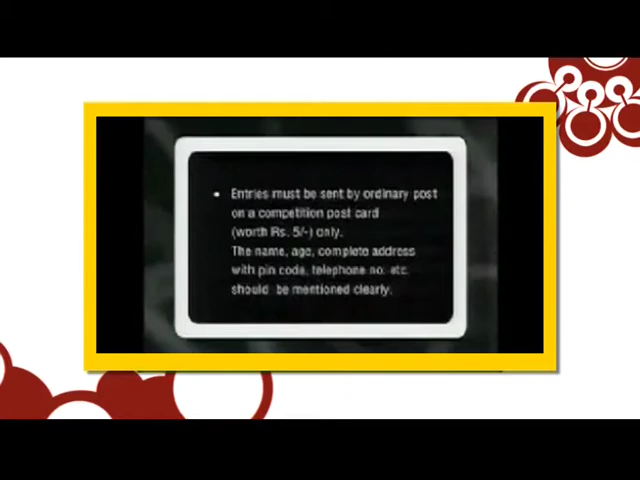 • Entries must be sent by ordinary post
on a competition post card
(worth Rs. 5/-) only.
The name, age, complete address
with pin code, telephone no. etc.
should be mentioned clearly.